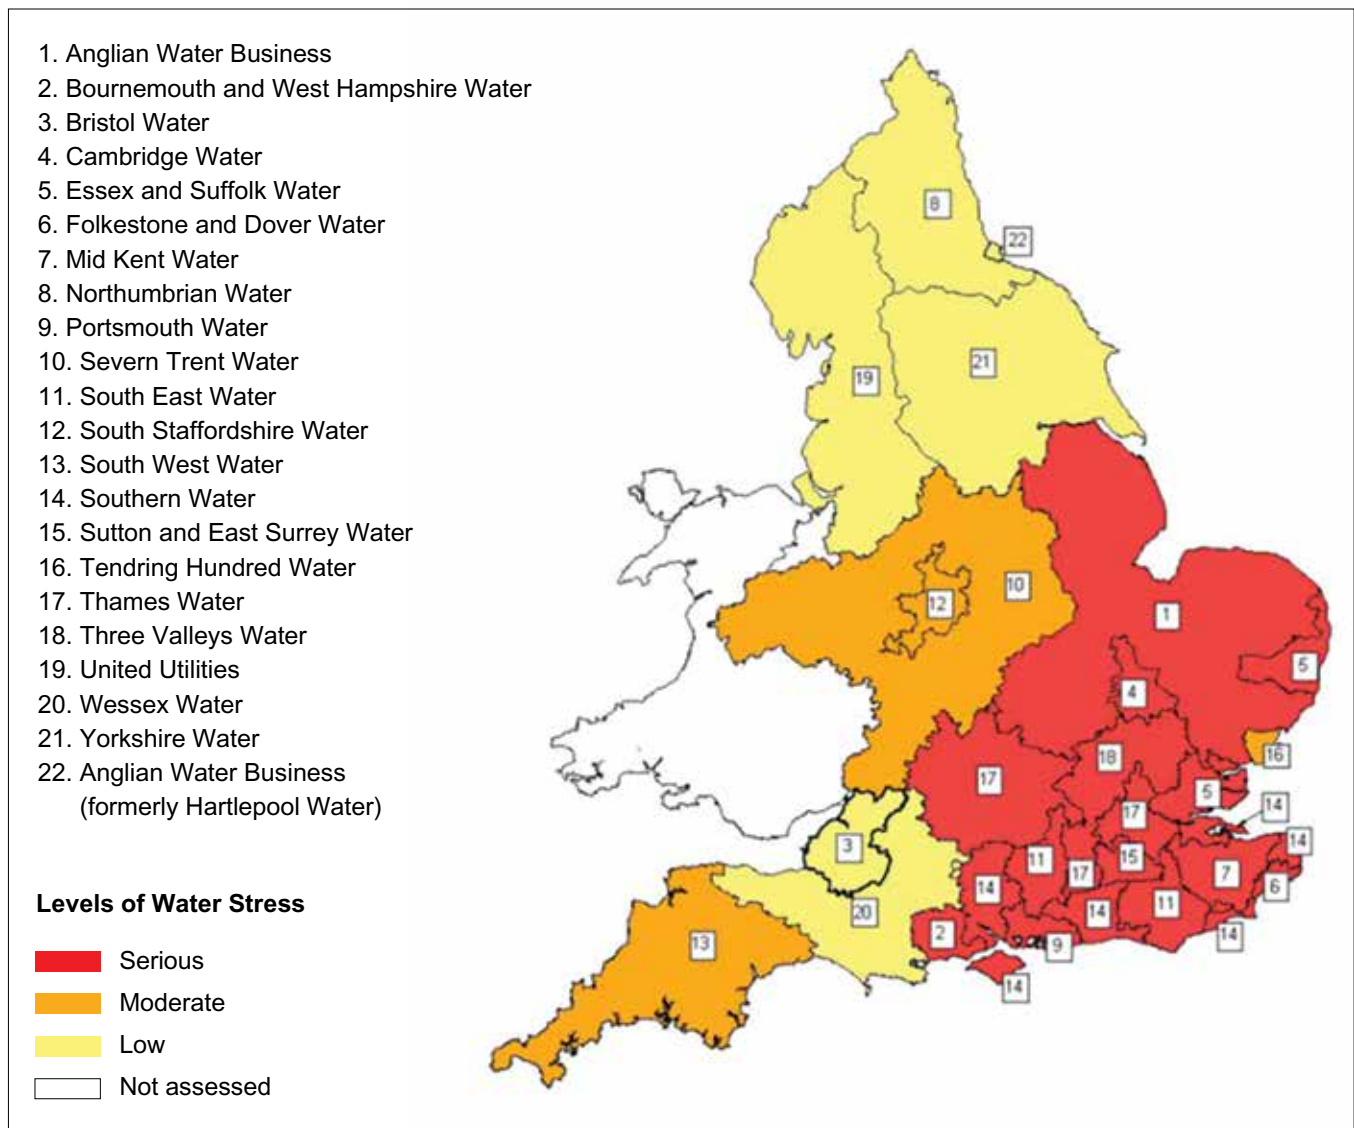 1. Anglian Water Business
2. Bournemouth and West Hampshire Water
3. Bristol Water
4. Cambridge Water
5. Essex and Suffolk Water
6. Folkestone and Dover Water
7. Mid Kent Water
8. Northumbrian Water
9. Portsmouth Water
10. Severn Trent Water
11. South East Water
12. South Staffordshire Water
13. South West Water
14. Southern Water
15. Sutton and East Surrey Water
16. Tendring Hundred Water
17. Thames Water
18. Three Valleys Water
19. United Utilities
20. Wessex Water
21. Yorkshire Water
22. Anglian Water Business
(formerly Hartlepool Water)
Levels of Water Stress
Serious
Moderate
Low
Not assessed
8
22
21
19
10
12
1
5
4
16
18
17
5
14
17
14
3
11
15
17
7
6
14
11
20
14
2
9
14
13
14